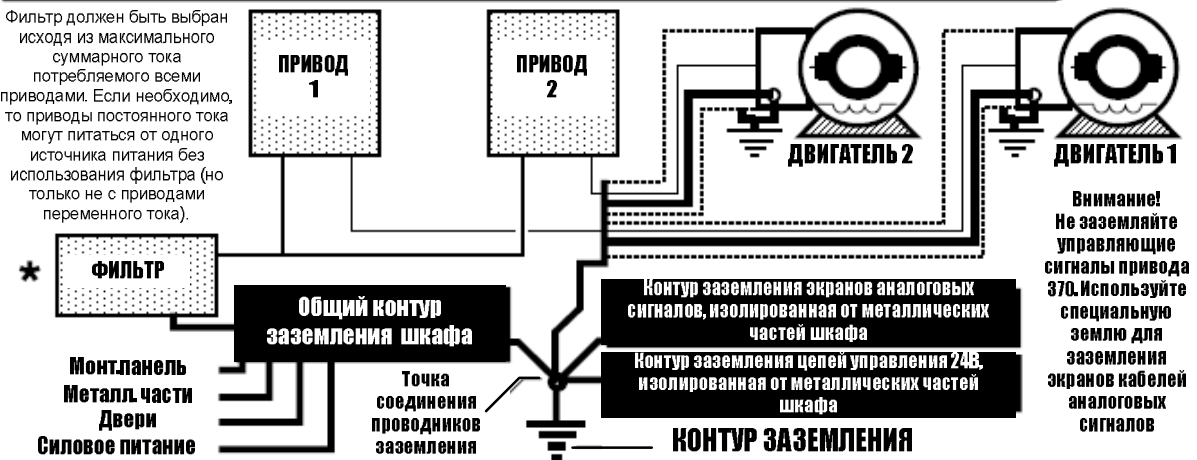 Фильтр должен быть выбран
исходя из максимального
суммарного тока
потребляемого всеми
приводами. Если необходимо,
то приводы постоянного тока
могут питаться от одного
источника питания без
использования фильтра (но
только не с приводами
переменного тока).
ПРИВОД
1
ПРИВОД
2
ДВИГАТЕЛЬ 2
ДВИГАТЕЛЬ 1
* ФИЛЬТР
Общий контур
заземления шкафа
Монт.панель
Металл. части
Двери
Силовое питание
Точка
соединения
проводников
заземления
Контур заземления экранов аналоговых
сигналов, изолированная от металлических
частей шкафа
Контур заземления цепей управления 24В,
изолированная от металлических частей
шкафа
КОНТУР ЗАЗЕМЛЕНИЯ
Внимание!
Не заземляйте
управляющие
сигналы привода
370.Используйте
специальную
землю для
заземления
экранов кабелей
аналоговых
сигналов